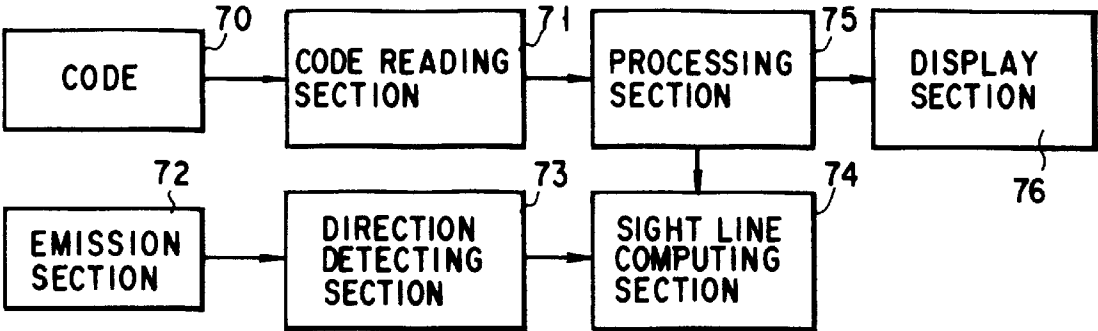 70
CODE
71
CODE READING
SECTION
75
PROCESSING
SECTION
DISPLAY
SECTION
76
72
EMISSION
SECTION
73
DIRECTION
DETECTING
SECTION
74
SIGHT LINE
COMPUTING
SECTION